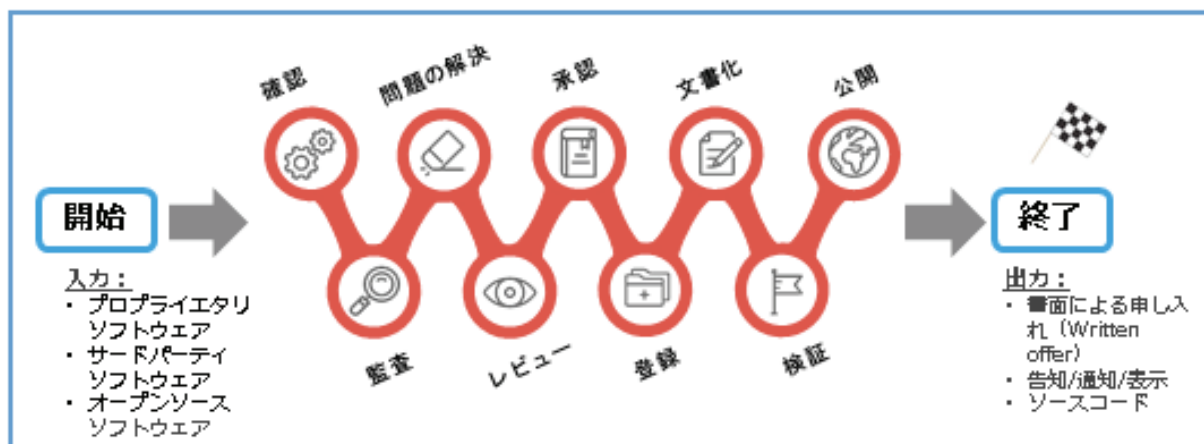 開始
入力：
・ プロプライエタリ
ソフトウェア
・ サードパーティ
ソフトウェア
・ オープンソース
ソフトウェア
確認
監査
問題の解決
レビュー
承認
登録
文書化
検証
公開
終了
出力：
・ 書面による申し入
れ（Written
offer）
・ 告知/通知/表示
・ ソースコード